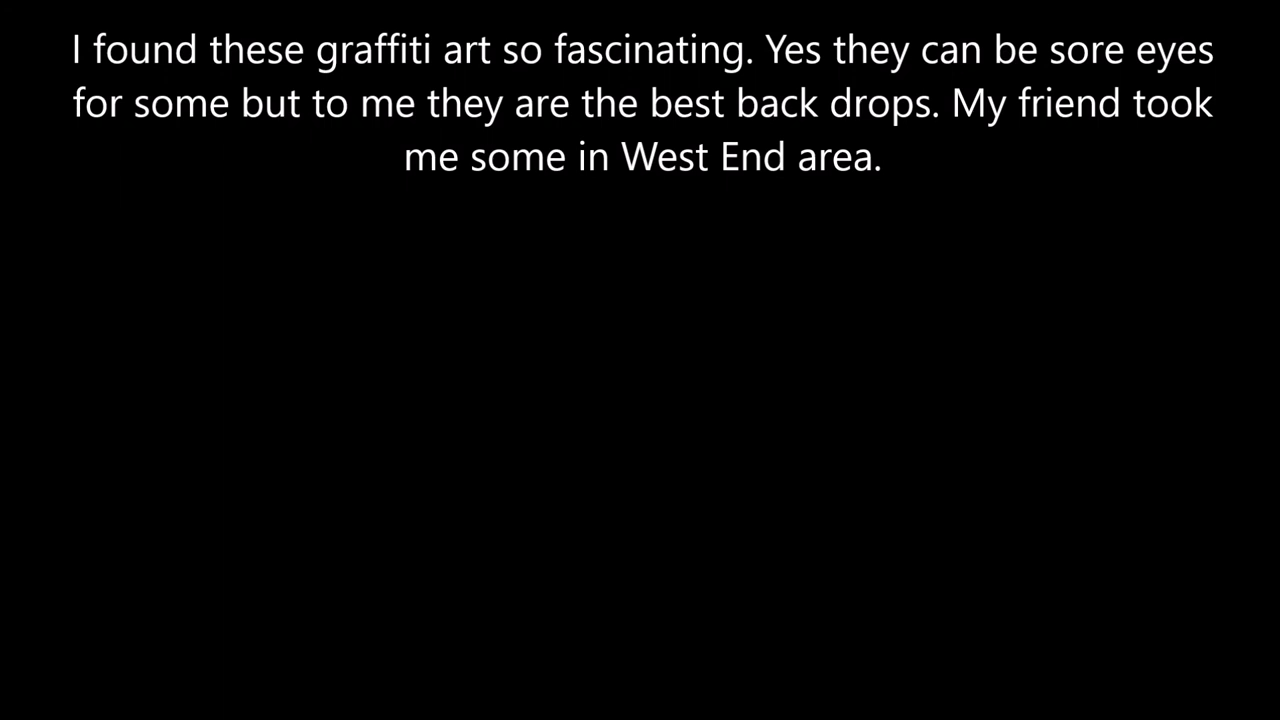 I found these graffiti art so fascinating. Yes they can be sore eyes
for some but to me they are the best back drops. My friend took
me some in West End area.